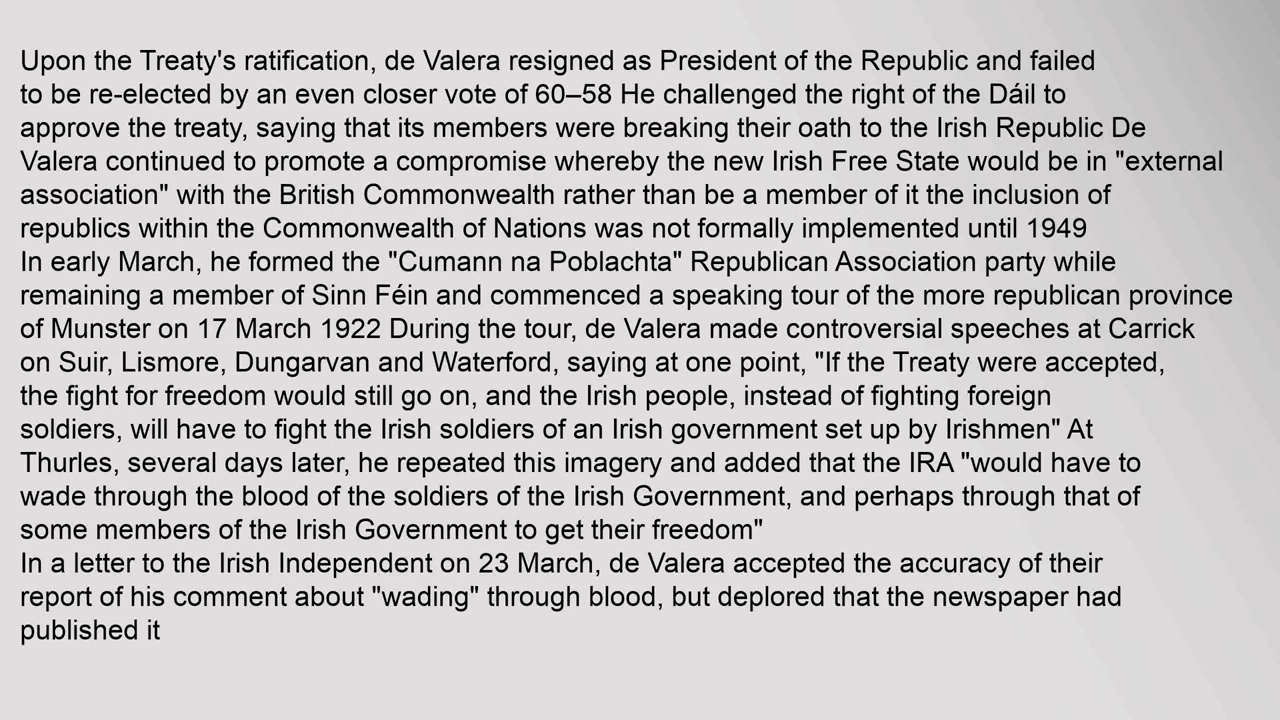 Upon the Treaty's ratification, de Valera resigned as President of the Republic and failed
to be re-elected by an even closer vote of 60–58 He challenged the right of the Dáil to
approve the treaty, saying that its members were breaking their oath to the Irish Republic De
Valera continued to promote a compromise whereby the new Irish Free State would be in "external
association" with the British Commonwealth rather than be a member of it the inclusion of
republics within the Commonwealth of Nations was not formally implemented until 1949
In early March, he formed the "Cumann na Poblachta" Republican Association party while
remaining a member of Sinn Féin and commenced a speaking tour of the more republican province
of Munster on 17 March 1922 During the tour, de Valera made controversial speeches at Carrick
on Suir, Lismore, Dungarvan and Waterford, saying at one point, "If the Treaty were accepted,
the fight for freedom would still go on, and the Irish people, instead of fighting foreign
soldiers, will have to fight the Irish soldiers of an Irish government set up by Irishmen" At
Thurles, several days later, he repeated this imagery and added that the IRA "would have to
wade through the blood of the soldiers of the Irish Government, and perhaps through that of
some members of the Irish Government to get their freedom"
In a letter to the Irish Independent on 23 March, de Valera accepted the accuracy of their
report of his comment about "wading" through blood, but deplored that the newspaper had
published it